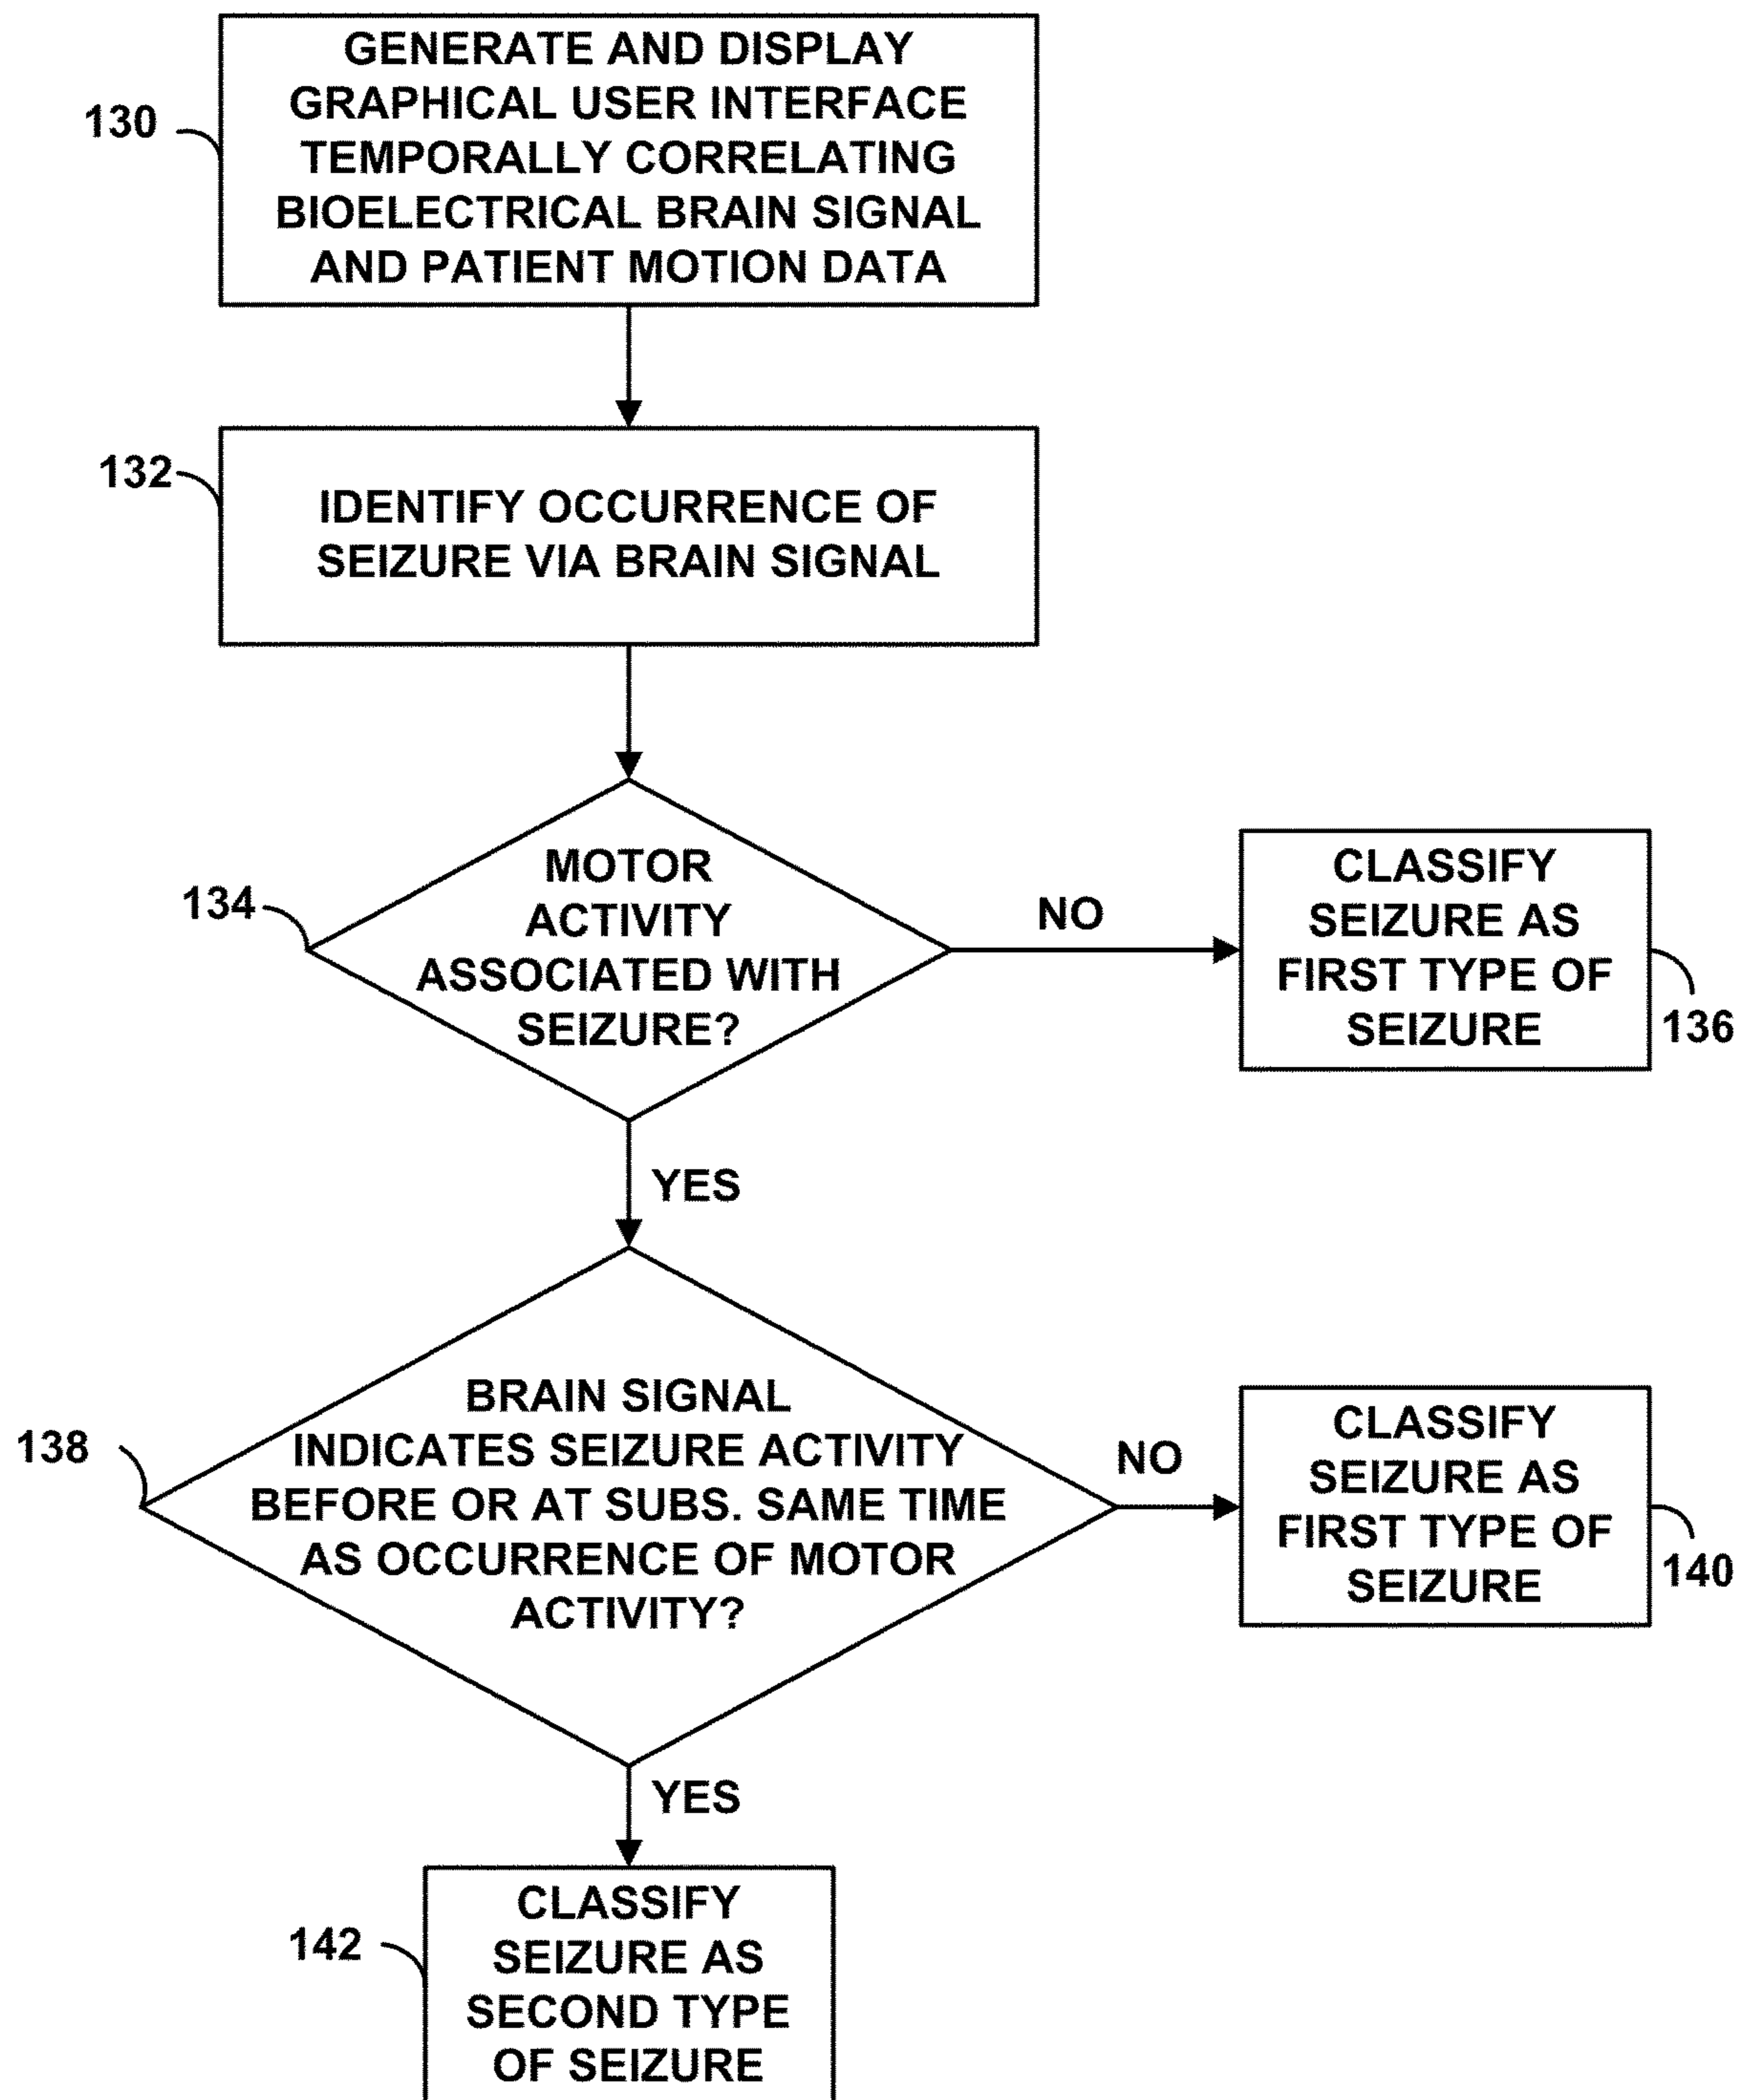 GENERATE AND DISPLAY
GRAPHICAL USER INTERFACE
TEMPORALLY CORRELATING
BIOELECTRICAL BRAIN SIGNAL
AND PATIENT MOTION DATA
130
132
IDENTIFY OCCURRENCE OF
SEIZURE VIA BRAIN SIGNAL
134
MOTOR
ACTIVITY
ASSOCIATED WITH
SEIZURE?
NO
CLASSIFY
SEIZURE AS
FIRST TYPE OF
SEIZURE
136
YES
138
BRAIN SIGNAL
INDICATES SEIZURE ACTIVITY
BEFORE OR AT SUBS. SAME TIME
AS OCCURRENCE OF MOTOR
ACTIVITY?
NO
CLASSIFY
SEIZURE AS
FIRST TYPE OF
SEIZURE
140
YES
142
CLASSIFY
SEIZURE AS
SECOND TYPE
OF SEIZURE